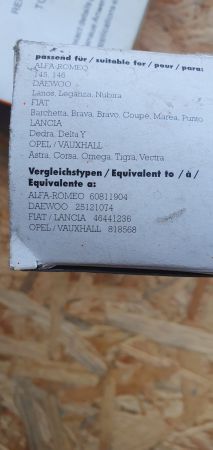 passend für / suitable for / pour / para:
ALFA-ROMEO
145, 146
DAEWOO
Lanos, Leganza, Nubira
FIAT
Barchetta, Brava, Bravo, Coupe, Marea, Punto
LANCIA
Dedra, Delta Y
OPEL / VAUXHALL
Astra, Corsa, Omega, Tigra, Vectra
Vergleichstypen / Equivalent to / à /
Equivalente a:
ALFA-ROMEO 60811904
DAEWOO 25121074
FIAT / LANCIA 46441236
OPEL / VAUXHALL 818568